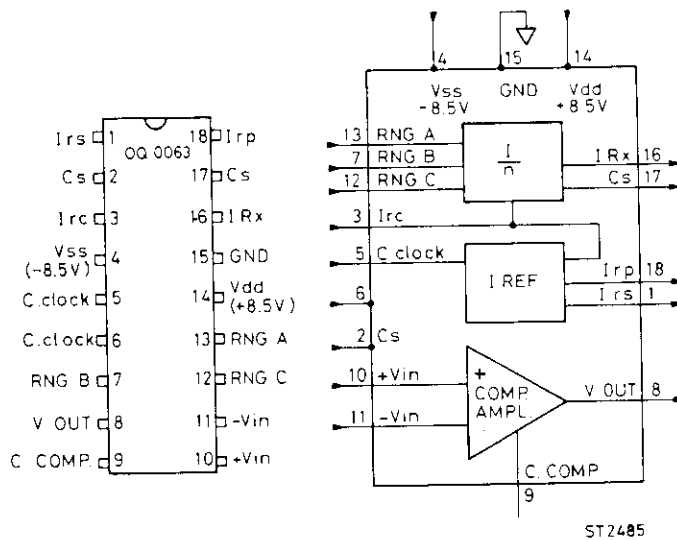 Irs 1 18 Irp
OQ 0063
Cs 2 17 Cs
Irc 3 16 IRx
Vss (-8.5V) 4 15 GND
C.clock 5 14 Vdd (+8.5V)
C.clock 6 13 RNG A
RNG B 7 12 RNG C
V OUT 8 11 -Vin
C COMP. 9 10 +Vin
4 15 14
Vss GND Vdd
-8.5V +8.5V
13 RNG A
7 RNG B
12 RNG C
I
n
IRx 16
Cs 17
3 Irc
5 C clock
I REF
Irp 18
Irs 1
6
2 Cs
10 +Vin
11 -Vin
+
COMP.
AMPL.
V OUT 8
C. COMP
9
ST2485